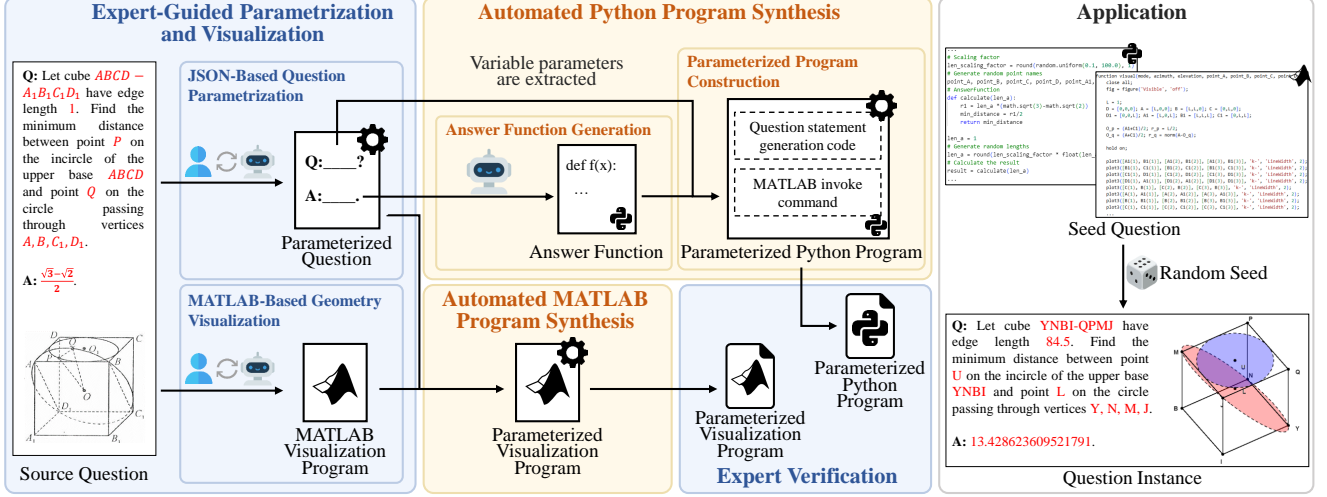 Expert-Guided Parametrization
and Visualization
Q: Let cube ABCD −
A₁B₁C₁D₁ have edge
length 1. Find the
minimum distance
between point P on
the incircle of the
upper base ABCD
and point Q on the
circle passing
through vertices
A, B, C₁, D₁.
A: √3−√2
2 .
D
C
Q
O₁
P
A
B
O
D₁
C₁
A₁
B₁
Source Question
JSON-Based Question
Parametrization
Q:____?
A:____.
Parameterized
Question
MATLAB-Based Geometry
Visualization
MATLAB
Visualization
Program
Automated Python Program Synthesis
Variable parameters
are extracted
Answer Function Generation
def f(x):
...
Answer Function
Parameterized Program
Construction
Question statement
generation code
MATLAB invoke
command
Parameterized Python Program
Automated MATLAB
Program Synthesis
Parameterized
Visualization
Program
Parameterized
Visualization
Program
Parameterized
Python
Program
Expert Verification
Application
...
# Scaling factor
len_scaling_factor = round(random.uniform(0.1, 100.0), 1)
# Generate random point names
point_A, point_B, point_C, point_D, point_A1,
# AnswerFunction
def calculate(len_a):
r1 = len_a *(math.sqrt(3)-math.sqrt(2))
min_distance = r1/2
return min_distance
len_a = 1
# Generate random lengths
len_a = round(len_scaling_factor * float(len_
# Calculate the result
result = calculate(len_a)
...
function visual(mode, azimuth, elevation, point_A, point_B, point_C, point_D
close all;
fig = figure('Visible', 'off');
L = 1;
hold on;
Seed Question
Random Seed
Q: Let cube YNBI-QPMJ have
edge length 84.5. Find the
minimum distance between point
U on the incircle of the upper base
YNBI and point L on the circle
passing through vertices Y, N, M, J.
A: 13.428623609521791.
P
M
U
N
Q
L
B
Y
I
Question Instance